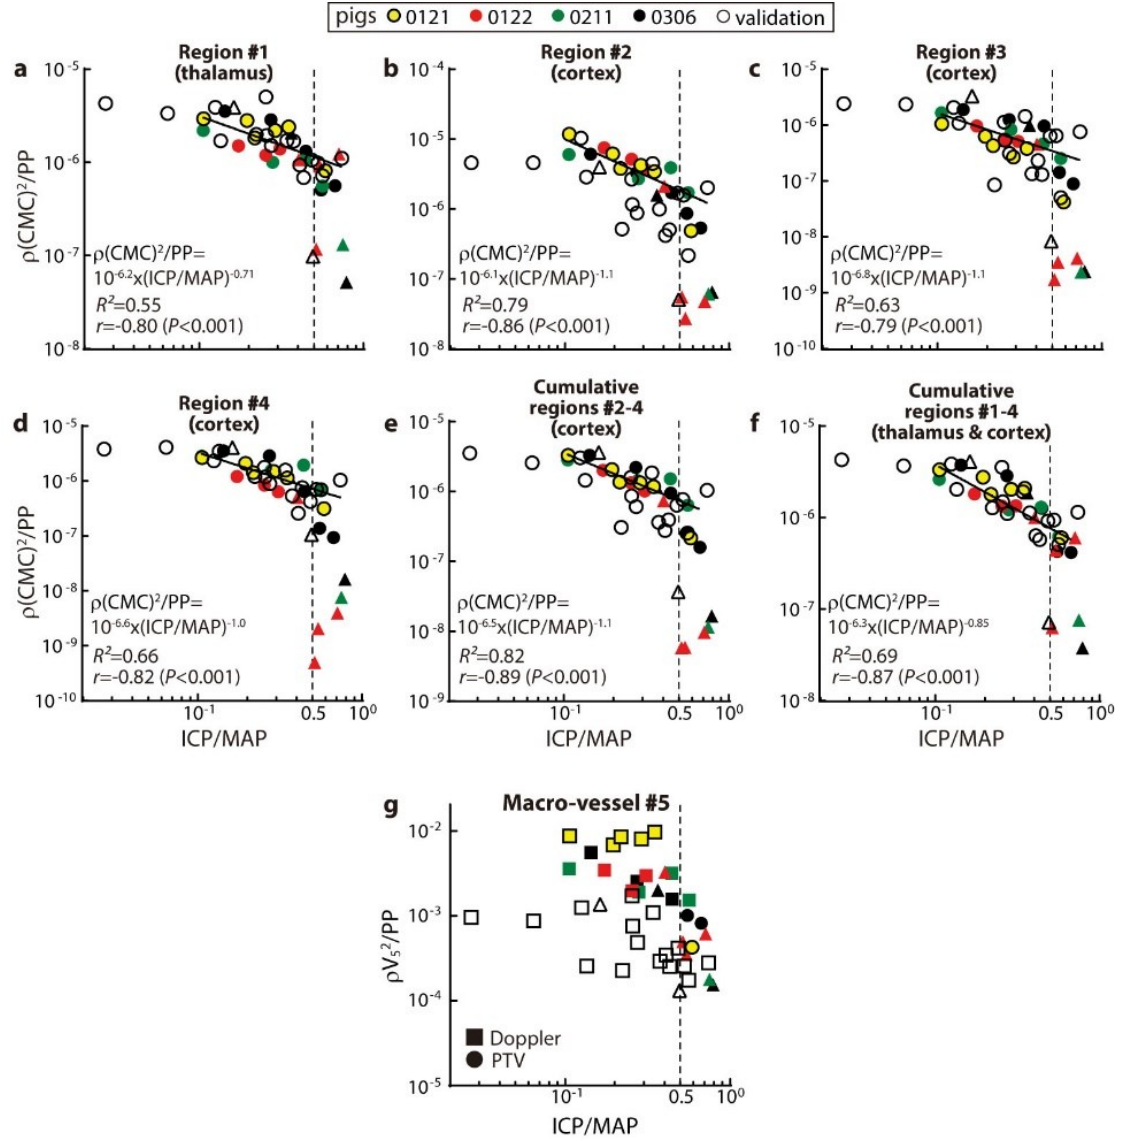 pigs 0121 0122 0211 0306 validation
a
Region #1
(thalamus)
10-5
10-6
10-7
10-8
ρ(CMC)2/PP
ρ(CMC)2/PP=
10-6.2x(ICP/MAP)-0.71
R2=0.55
r=-0.80 (P<0.001)
b
Region #2
(cortex)
10-4
10-5
10-6
10-7
10-8
ρ(CMC)2/PP=
10-6.1x(ICP/MAP)-1.1
R2=0.79
r=-0.86 (P<0.001)
c
Region #3
(cortex)
10-5
10-6
10-7
10-8
10-9
10-10
ρ(CMC)2/PP=
10-6.8x(ICP/MAP)-1.1
R2=0.63
r=-0.79 (P<0.001)
d
Region #4
(cortex)
10-5
10-6
10-7
10-8
10-9
10-10
ρ(CMC)2/PP
ρ(CMC)2/PP=
10-6.6x(ICP/MAP)-1.0
R2=0.66
r=-0.82 (P<0.001)
10-1 0.5 100
ICP/MAP
e
Cumulative
regions #2-4
(cortex)
10-5
10-6
10-7
10-8
10-9
ρ(CMC)2/PP=
10-6.5x(ICP/MAP)-1.1
R2=0.82
r=-0.89 (P<0.001)
10-1 0.5 100
ICP/MAP
f
Cumulative
regions #1-4
(thalamus & cortex)
10-5
10-6
10-7
10-8
ρ(CMC)2/PP=
10-6.3x(ICP/MAP)-0.85
R2=0.69
r=-0.87 (P<0.001)
10-1 0.5 100
ICP/MAP
g
Macro-vessel #5
10-2
10-3
10-4
10-5
ρV52/PP
Doppler
PTV
10-1 0.5 100
ICP/MAP